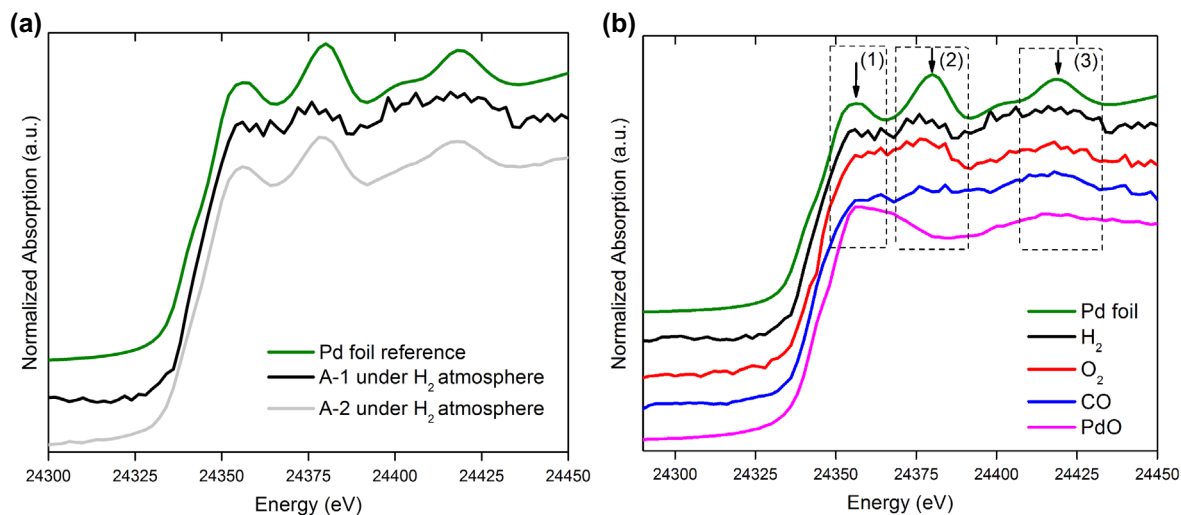 (a)
Normalized Absorption (a.u.)
Pd foil reference
A-1 under H₂ atmosphere
A-2 under H₂ atmosphere
24300 24325 24350 24375 24400 24425 24450
Energy (eV)
(b)
Normalized Absorption (a.u.)
(1) (2) (3)
Pd foil
H₂
O₂
CO
PdO
24300 24325 24350 24375 24400 24425 24450
Energy (eV)